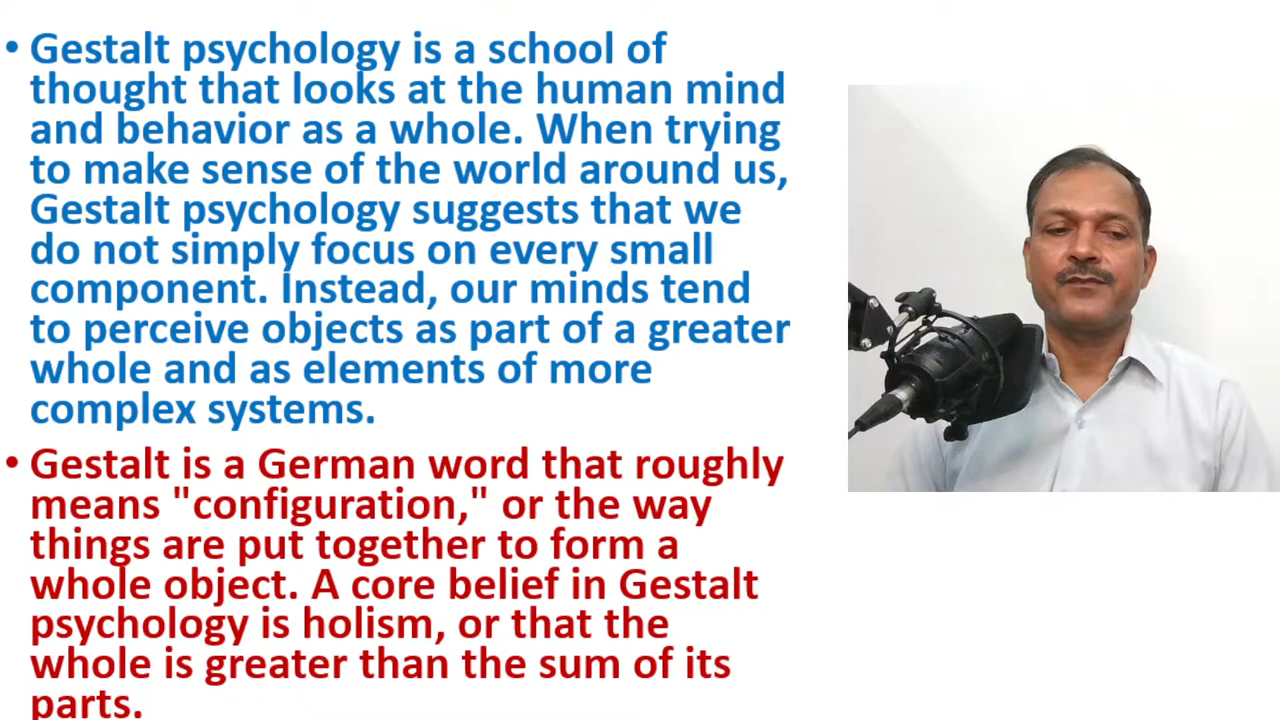 • Gestalt psychology is a school of
thought that looks at the human mind
and behavior as a whole. When trying
to make sense of the world around us,
Gestalt psychology suggests that we
do not simply focus on every small
component. Instead, our minds tend
to perceive objects as part of a greater
whole and as elements of more
complex systems.
• Gestalt is a German word that roughly
means "configuration," or the way
things are put together to form a
whole object. A core belief in Gestalt
psychology is holism, or that the
whole is greater than the sum of its
parts.